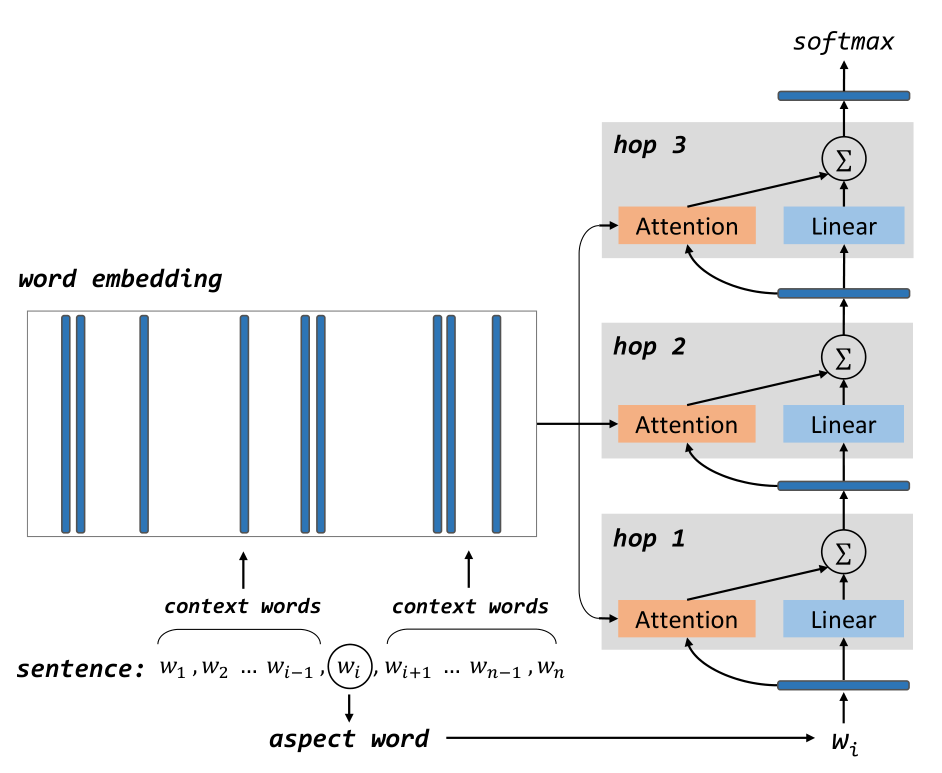 softmax
hop 3
Σ
Attention
Linear
word embedding
hop 2
Σ
Attention
Linear
hop 1
Σ
context words
context words
Attention
Linear
sentence: w₁ , w₂ … wᵢ₋₁ , wᵢ , wᵢ₊₁ … wₙ₋₁ , wₙ
aspect word
wᵢ